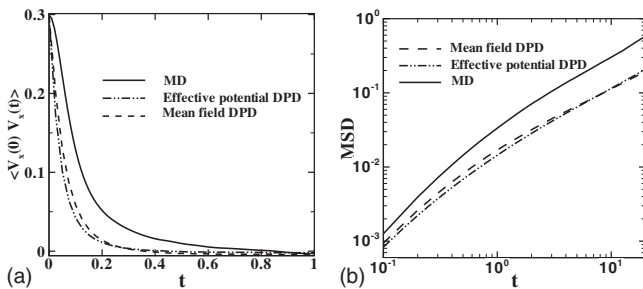 0.3
0.2
0.1
0
<V_x(0) V_x(t)>
MD
Effective potential DPD
Mean field DPD
0 0.2 0.4 0.6 0.8 1
t
(a)
10^0
10^-1
10^-2
10^-3
MSD
Mean field DPD
Effective potential DPD
MD
10^-1 10^0 10^1
t
(b)